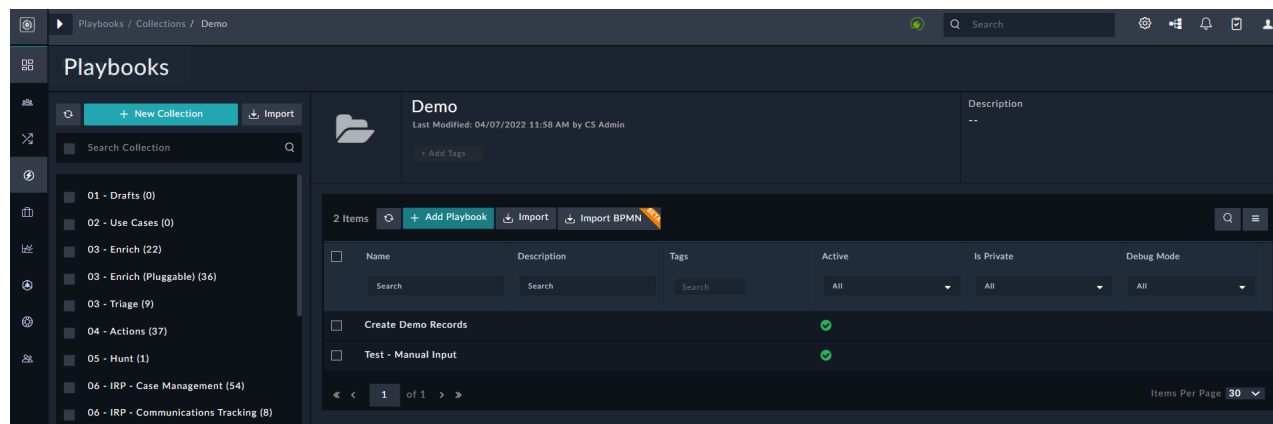 Playbooks / Collections / Demo
Search
Playbooks
+ New Collection
Import
Search Collection
01 - Drafts (0)
02 - Use Cases (0)
03 - Enrich (22)
03 - Enrich (Pluggable) (36)
03 - Triage (9)
04 - Actions (37)
05 - Hunt (1)
06 - IRP - Case Management (54)
06 - IRP - Communications Tracking (8)
Demo
Last Modified: 04/07/2022 11:58 AM by CS Admin
+ Add Tags
Description
--
2 Items + Add Playbook Import Import BPMN BETA
Name Description Tags Active Is Private Debug Mode
Search Search Search All All All
Create Demo Records
Test - Manual Input
« < 1 of 1 > » Items Per Page 30